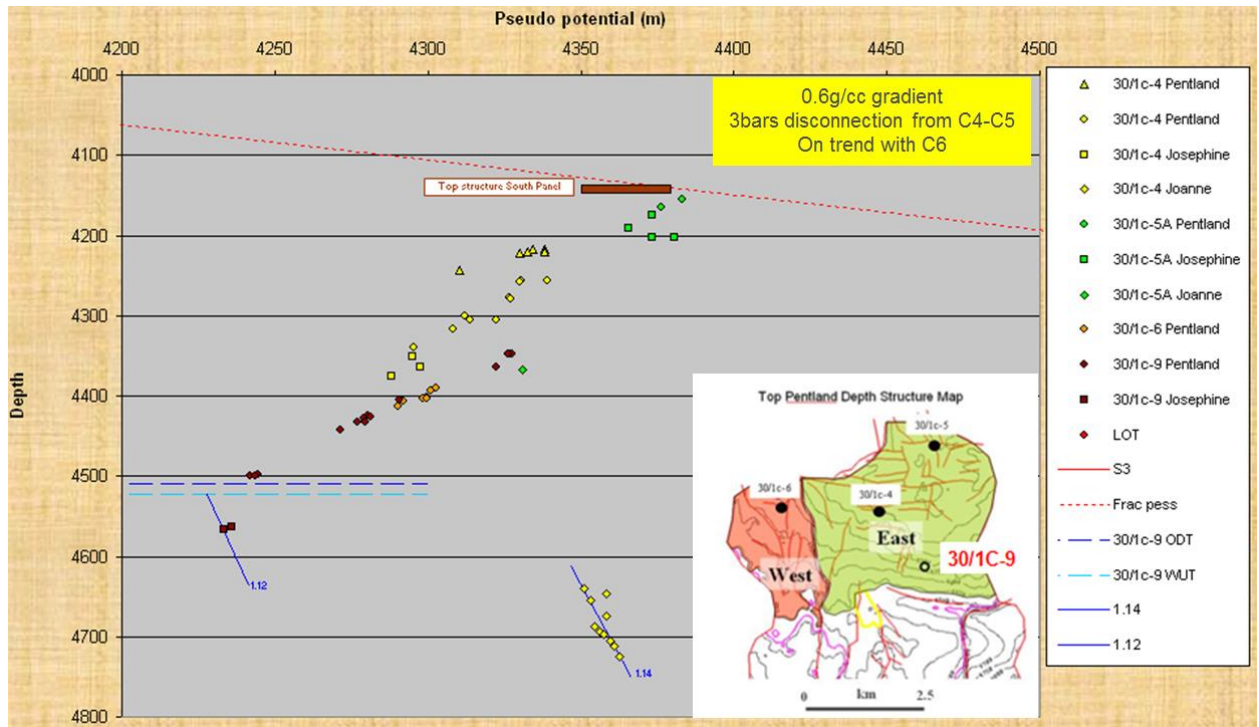 Pseudo potential (m)
4200
4250
4300
4350
4400
4450
4500
4000
4100
4200
4300
4400
4500
4600
4700
4800
Depth
0.6g/cc gradient
3bars disconnection from C4-C5
On trend with C6
Top structure South Panel
1.12
1.14
Top Pentland Depth Structure Map
30/1c-5
30/1c-6
30/1c-4
East
30/1C-9
West
0 km 2.5
30/1c-4 Pentland
30/1c-4 Pentland
30/1c-4 Josephine
30/1c-4 Joanne
30/1c-5A Pentland
30/1c-5A Josephine
30/1c-5A Joanne
30/1c-6 Pentland
30/1c-9 Pentland
30/1c-9 Josephine
LOT
S3
Frac pess
30/1c-9 ODT
30/1c-9 WUT
1.14
1.12